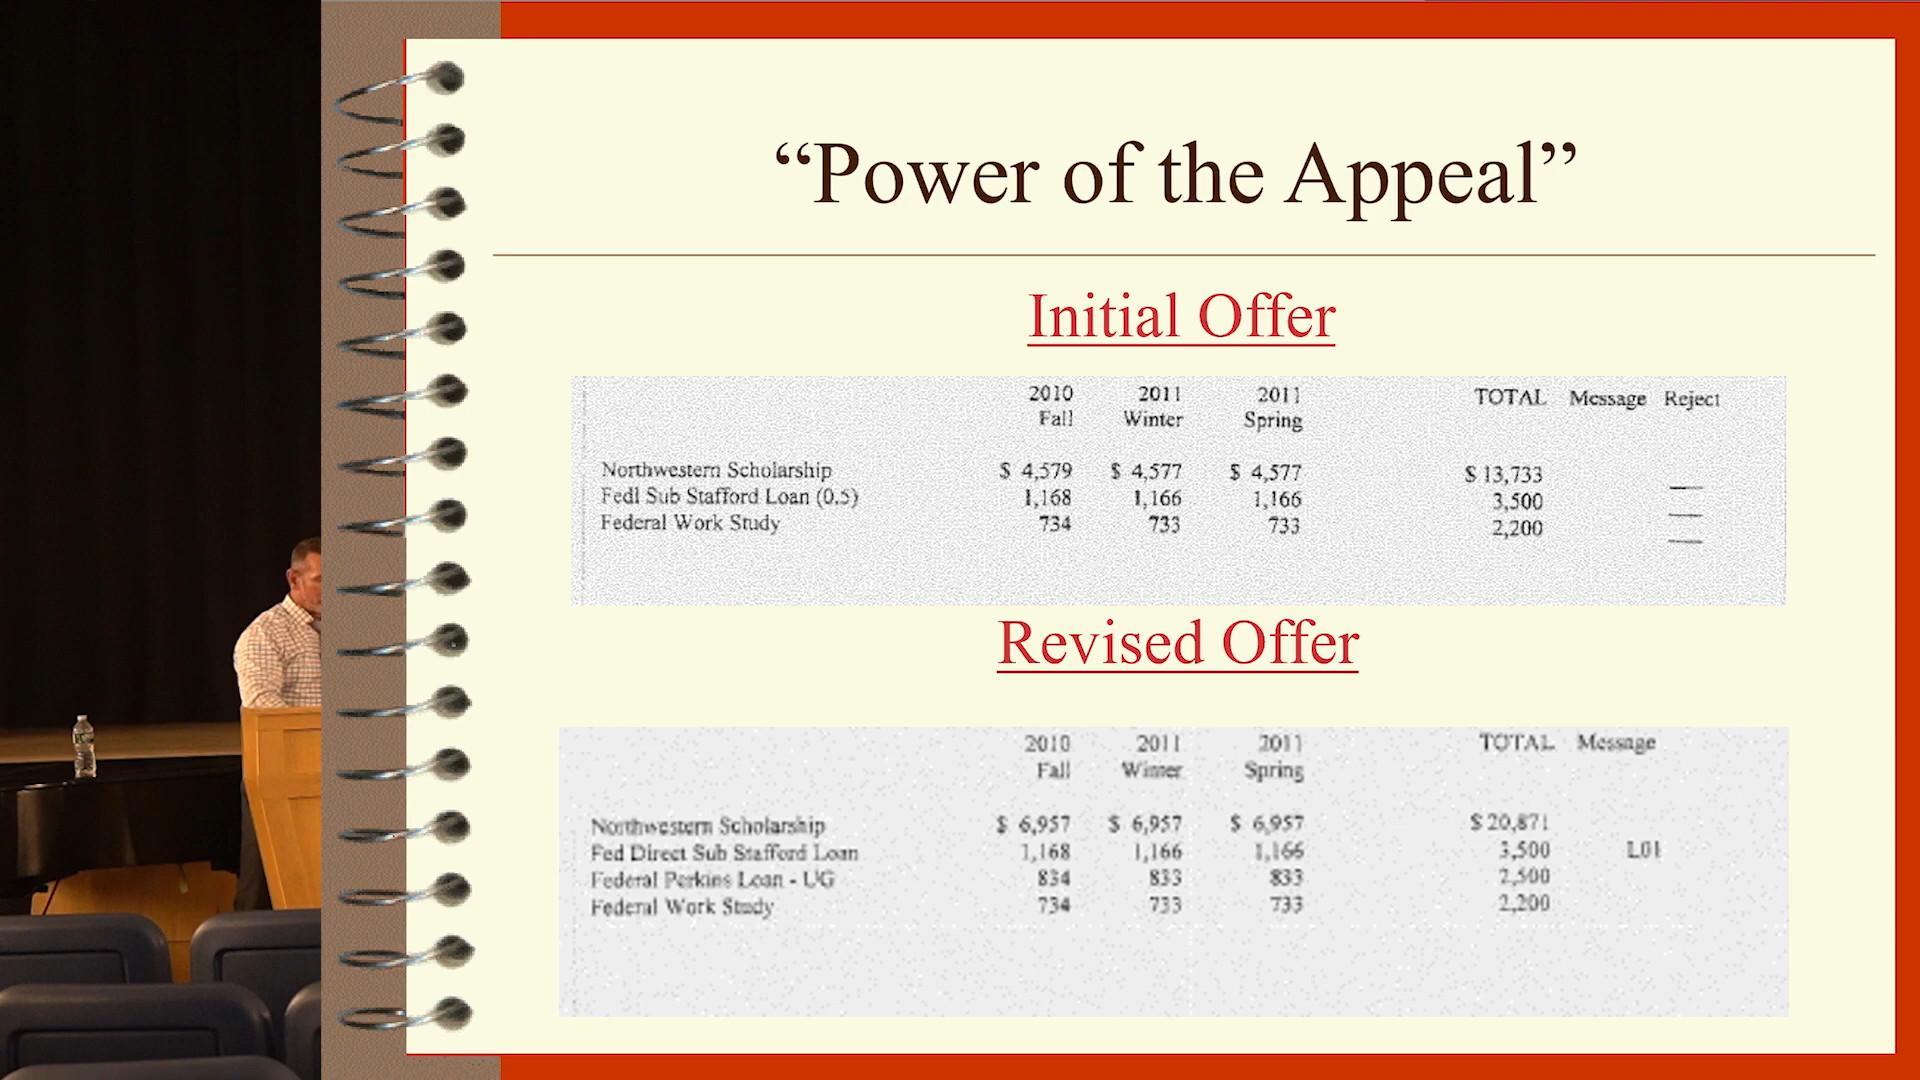 “Power of the Appeal”
Initial Offer
2010 2011 2011 TOTAL Message Reject
Fall Winter Spring
Northwestern Scholarship $ 4,579 $ 4,577 $ 4,577 $ 13,733
Fedl Sub Stafford Loan (0.5) 1,168 1,166 1,166 3,500
Federal Work Study 734 733 733 2,200
Revised Offer
2010 2011 2011 TOTAL Message
Fall Winter Spring
Northwestern Scholarship $ 6,957 $ 6,957 $ 6,957 $ 20,871
Fed Direct Sub Stafford Loan 1,168 1,166 1,166 3,500 L01
Federal Perkins Loan - UG 834 833 833 2,500
Federal Work Study 734 733 733 2,200